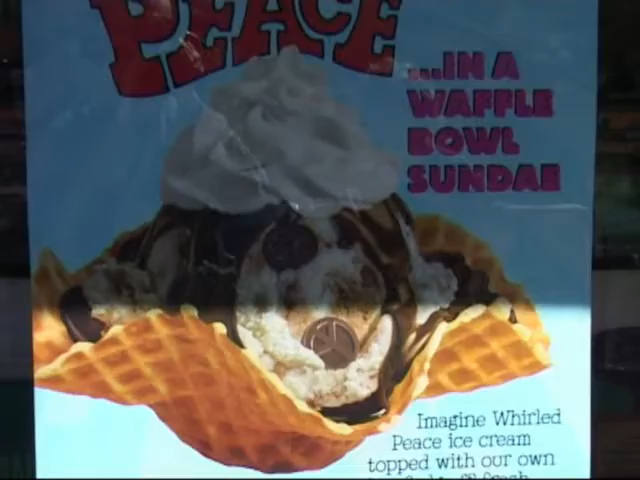 PEACE
...IN A
WAFFLE
BOWL
SUNDAE
Imagine Whirled
Peace ice cream
topped with our own